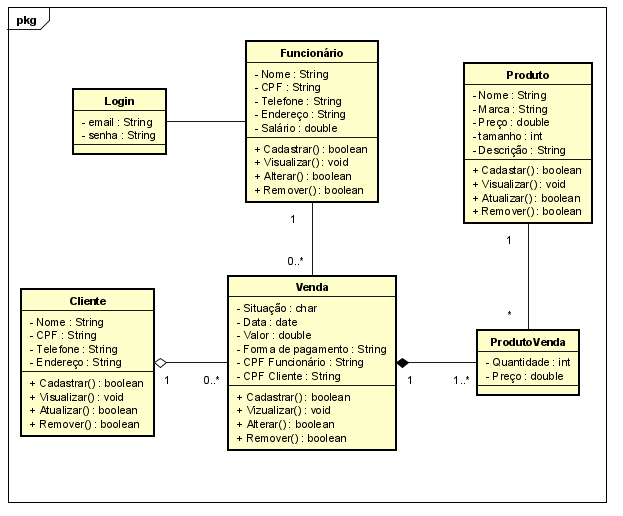 pkg
Login
- email : String
- senha : String
Funcionário
- Nome : String
- CPF : String
- Telefone : String
- Endereço : String
- Salário : double
+ Cadastrar() : boolean
+ Visualizar() : void
+ Alterar() : boolean
+ Remover() : boolean
Produto
- Nome : String
- Marca : String
- Preço : double
- tamanho : int
- Descrição : String
+ Cadastar() : boolean
+ Visualizar() : void
+ Atualizar() : boolean
+ Remover() : boolean
1
0..*
1
*
Cliente
- Nome : String
- CPF : String
- Telefone : String
- Endereço : String
+ Cadastrar() : boolean
+ Visualizar() : void
+ Atualizar() : boolean
+ Remover() : boolean
1
0..*
Venda
- Situação : char
- Data : date
- Valor : double
- Forma de pagamento : String
- CPF Funcionário : String
- CPF Cliente : String
+ Cadastrar() : boolean
+ Vizualizar() : void
+ Alterar() : boolean
+ Remover() : boolean
1
1..*
ProdutoVenda
- Quantidade : int
- Preço : double